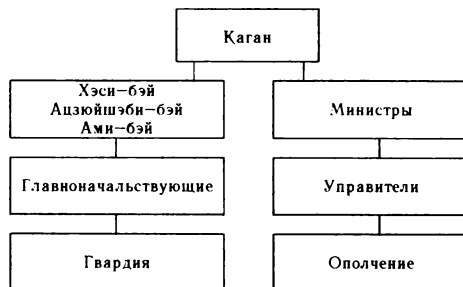 Каган
Хэси—бэй
Ацзюйшэби—бэй
Ами—бэй
Министры
Главноначальствующие
Управители
Гвардия
Ополчение